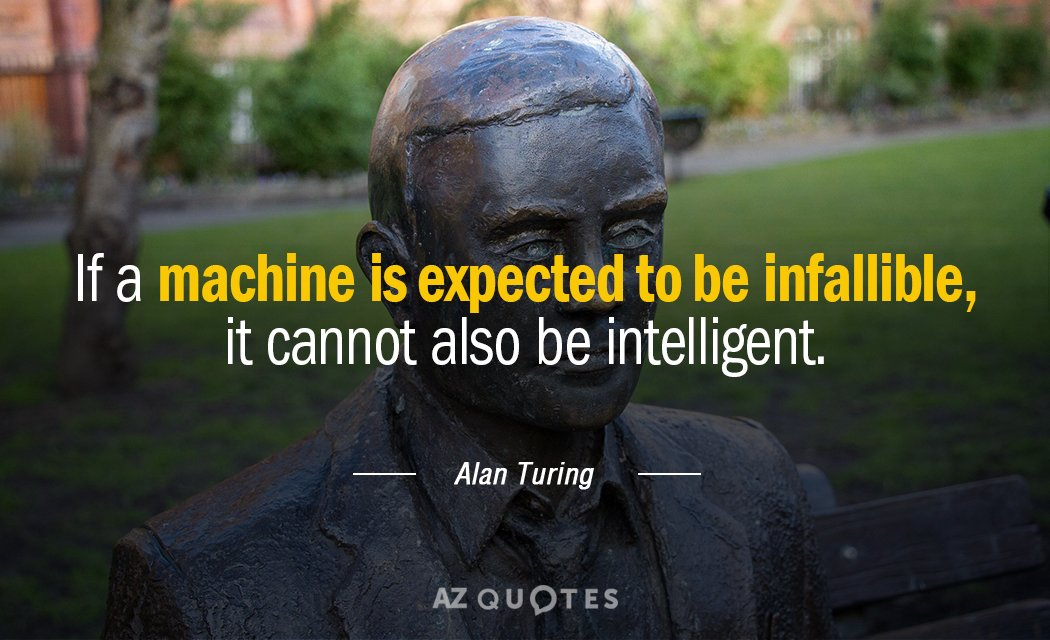 If a machine is expected to be infallible,
it cannot also be intelligent.
Alan Turing
AZ QUOTES